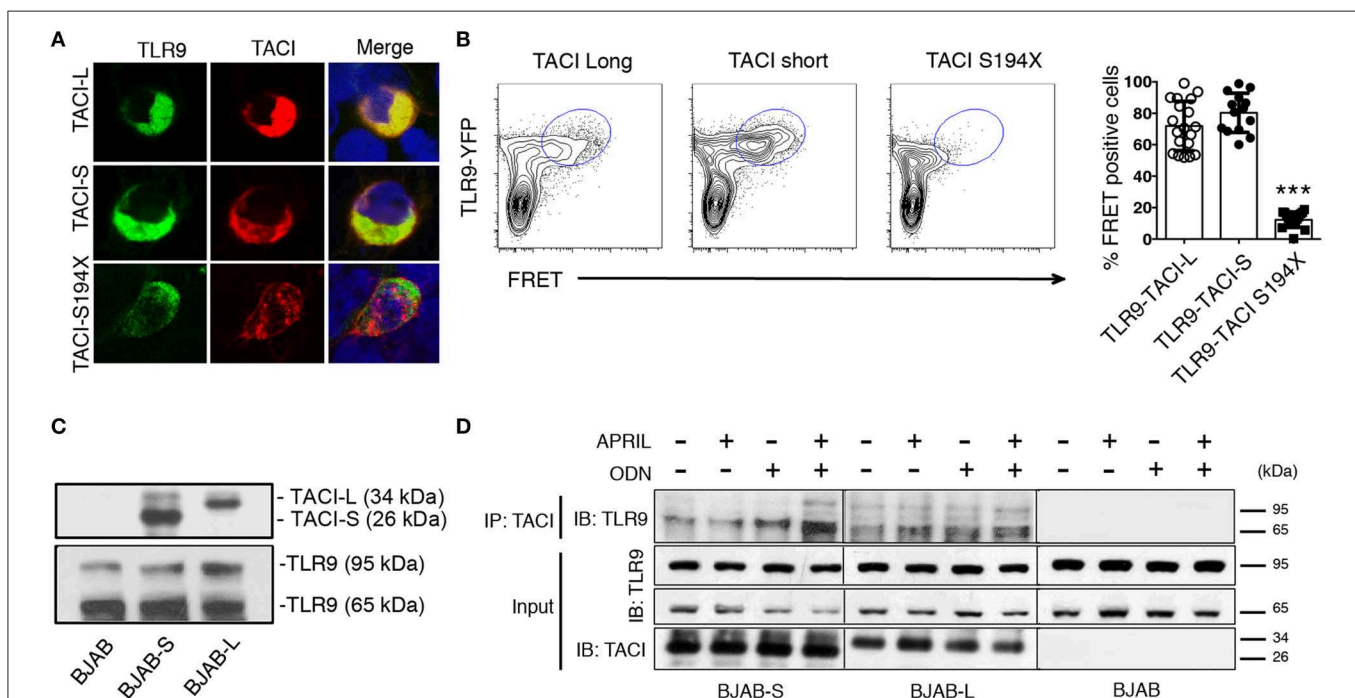 A
TLR9 TACI Merge
TACI-L
TACI-S
TACI-S194X
B
TACI Long TACI short TACI S194X
TLR9-YFP
FRET
% FRET positive cells
100
80
60
40
20
0
***
TLR9-TACI-L
TLR9-TACI-S
TLR9-TACI S194X
C
- TACI-L (34 kDa)
- TACI-S (26 kDa)
-TLR9 (95 kDa)
-TLR9 (65 kDa)
BJAB
BJAB-S
BJAB-L
D
APRIL - + - + - + - + - + - +
ODN - - + + - - + + - - + + (kDa)
IP: TACI IB: TLR9 95
65
Input IB: TLR9 95
65
IB: TACI 34
26
BJAB-S BJAB-L BJAB